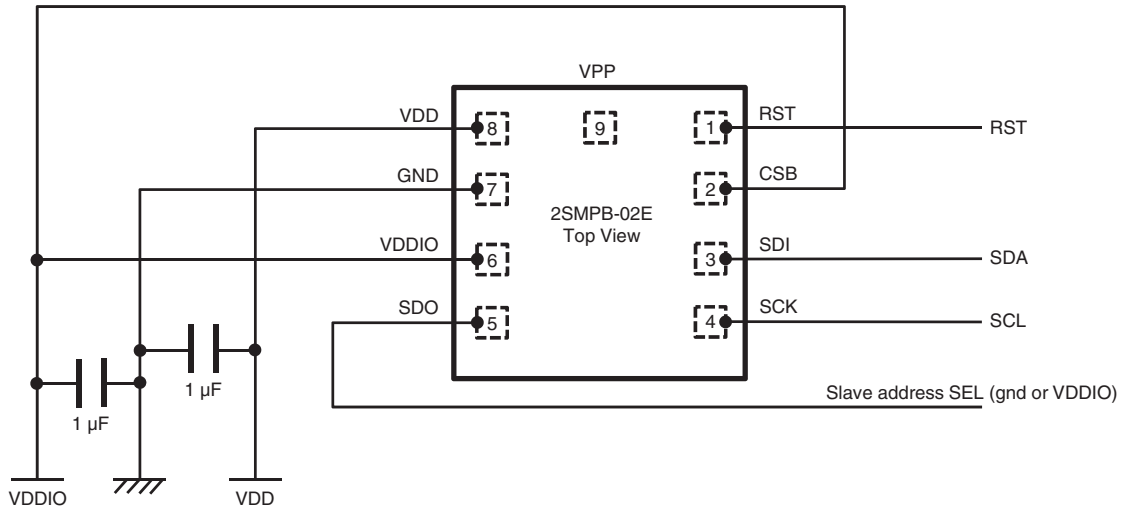 VPP
VDD
8
9
1
RST
RST
GND
7
2
CSB
2SMPB-02E
Top View
VDDIO
6
3
SDI
SDA
SDO
5
4
SCK
SCL
1 µF
1 µF
Slave address SEL (gnd or VDDIO)
VDDIO
VDD